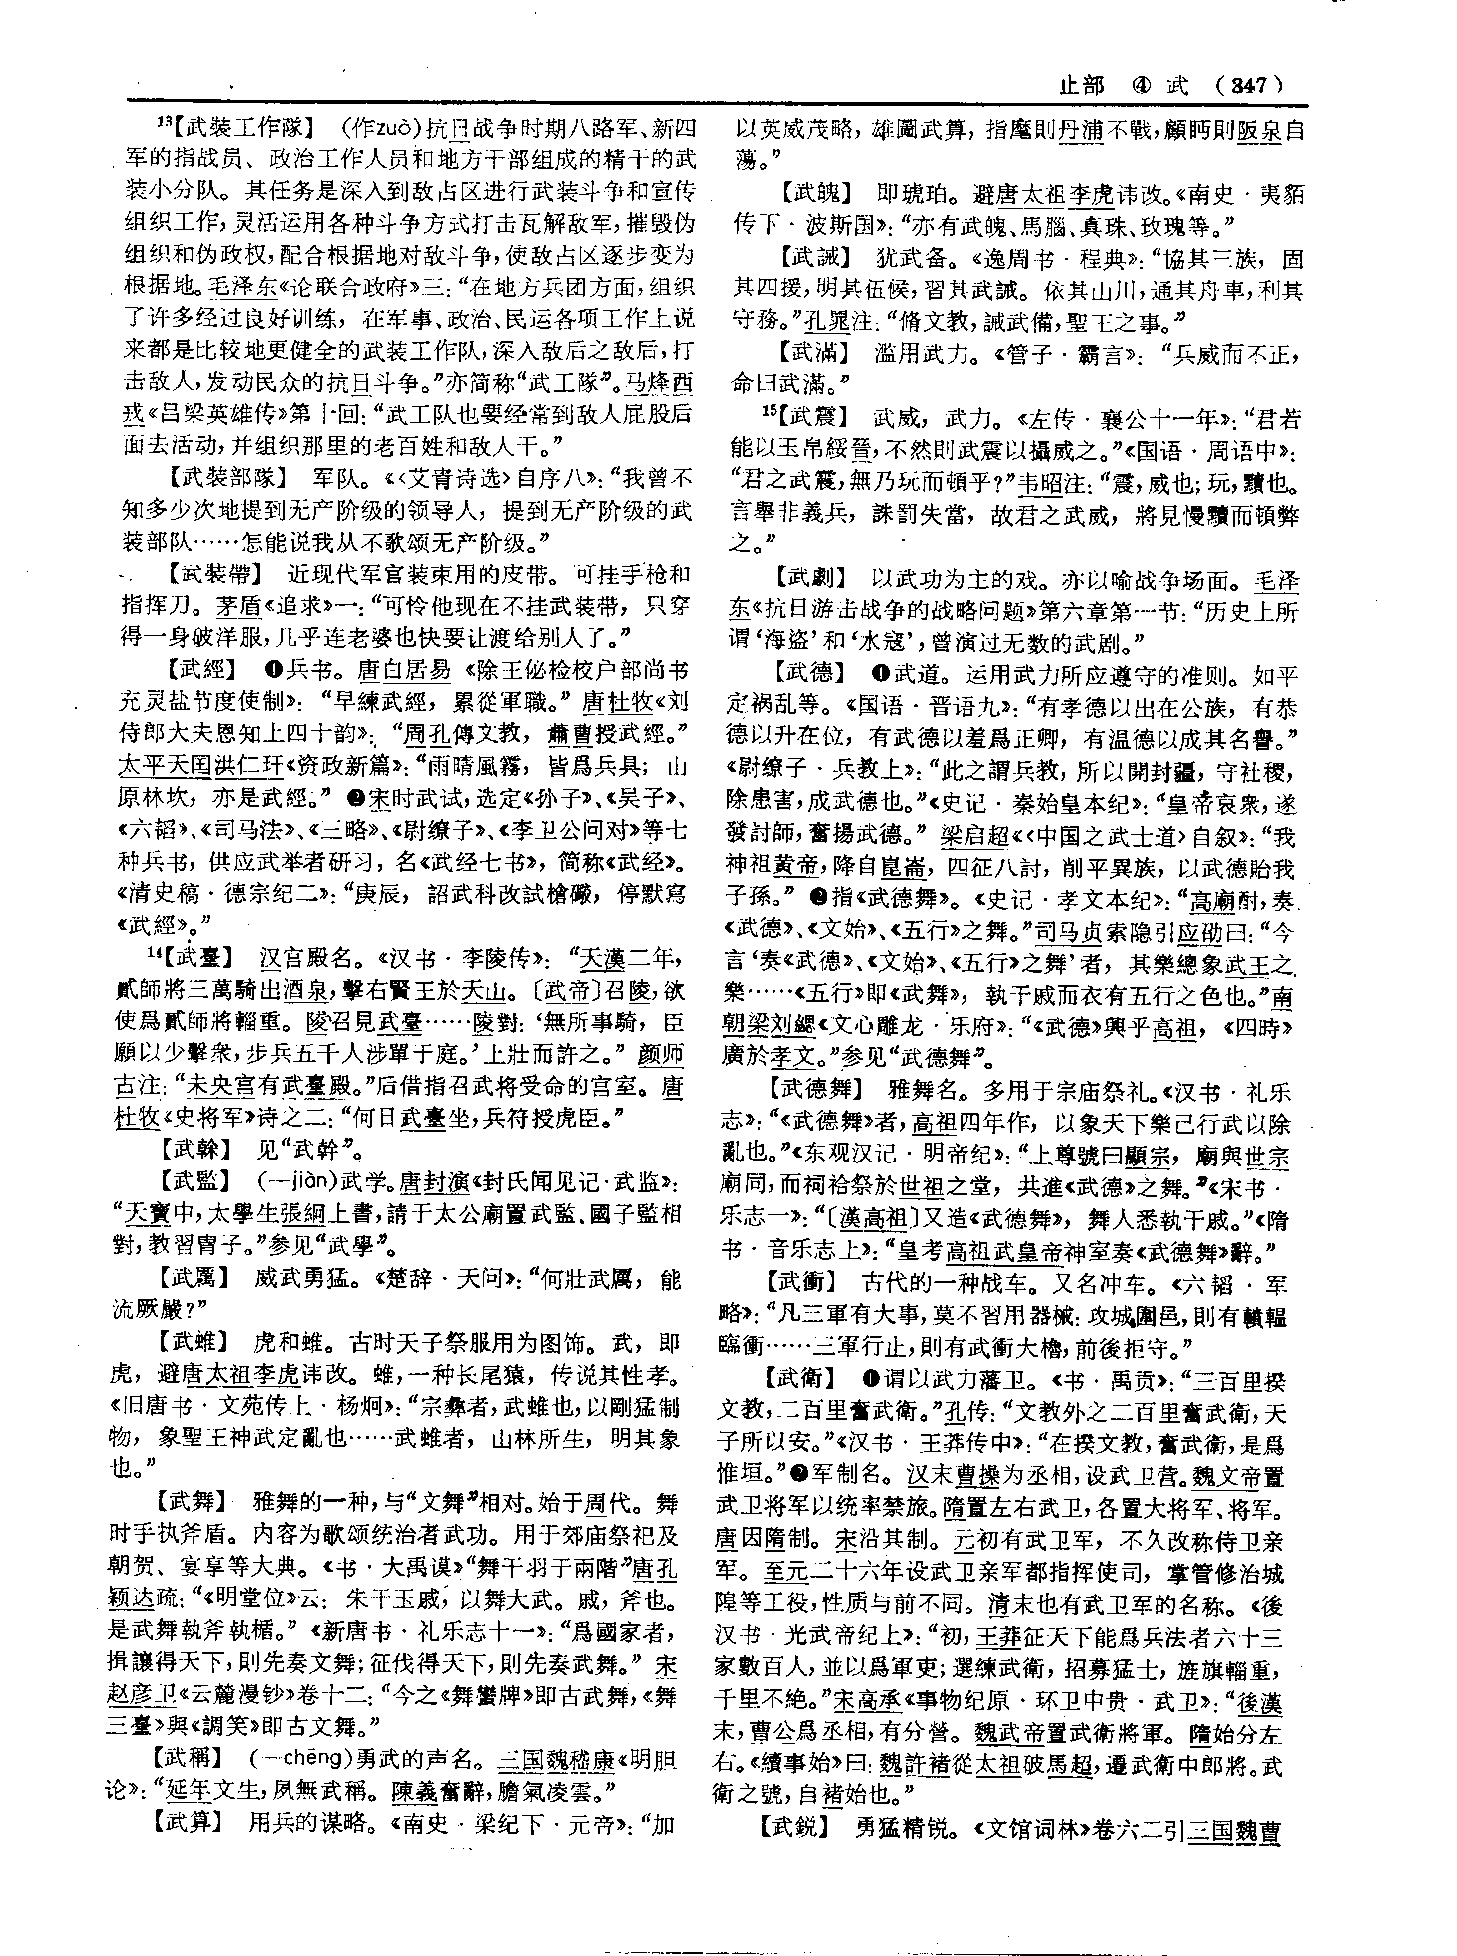 止部 ④ 武 （347）
¹³【武裝工作隊】 （作zuò）抗日战争时期八路军、新四
军的指战员、政治工作人员和地方干部组成的精干的武
装小分队。其任务是深入到敌占区进行武装斗争和宣传
组织工作，灵活运用各种斗争方式打击瓦解敌军，摧毁伪
组织和伪政权，配合根据地对敌斗争，使敌占区逐步变为
根据地。毛泽东《论联合政府》三：“在地方兵团方面，组织
了许多经过良好训练，在军事、政治、民运各项工作上说
来都是比较地更健全的武装工作队，深入敌后之敌后，打
击敌人，发动民众的抗日斗争。”亦简称“武工隊”。马烽西
戎《吕梁英雄传》第十回：“武工队也要经常到敌人屁股后
面去活动，并组织那里的老百姓和敌人干。”
【武裝部隊】 军队。《〈艾青诗选〉自序八》：“我曾不
知多少次地提到无产阶级的领导人，提到无产阶级的武
装部队……怎能说我从不歌颂无产阶级。”
【武裝帶】 近现代军官装束用的皮带。可挂手枪和
指挥刀。茅盾《追求》一：“可怜他现在不挂武装带，只穿
得一身破洋服，几乎连老婆也快要让渡给别人了。”
【武經】 ❶兵书。唐白居易《除王佖检校户部尚书
充灵盐节度使制》：“早練武經，累從軍職。”唐杜牧《刘
侍郎大夫恩知上四十韵》：“周孔傳文教，蕭曹授武經。”
太平天国洪仁玕《资政新篇》：“雨晴風霧，皆爲兵具；山
原林坎，亦是武經。”❷宋时武试，选定《孙子》、《吴子》、
《六韬》、《司马法》、《三略》、《尉缭子》、《李卫公问对》等七
种兵书，供应武举者研习，名《武经七书》，简称《武经》。
《清史稿·德宗纪二》：“庚辰，詔武科改試槍礮，停默寫
《武經》。”
¹⁴【武臺】 汉宫殿名。《汉书·李陵传》：“天漢二年，
貳師將三萬騎出酒泉，擊右賢王於天山。〔武帝〕召陵，欲
使爲貳師將輜重。陵召見武臺……陵對：‘無所事騎，臣
願以少擊衆，步兵五千人涉單于庭。’上壯而許之。”颜师
古注：“未央宫有武臺殿。”后借指召武将受命的宫室。唐
杜牧《史将军》诗之二：“何日武臺坐，兵符授虎臣。”
【武榦】 见“武幹”。
【武監】 （—jiàn）武学。唐封演《封氏闻见记·武监》：
“天寶中，太學生張綱上書，請于太公廟置武監、國子監相
對，教習胄子。”参见“武學”。
【武厲】 威武勇猛。《楚辞·天问》：“何壯武厲，能
流厥嚴？”
【武蜼】 虎和蜼。古时天子祭服用为图饰。武，即
虎，避唐太祖李虎讳改。蜼，一种长尾猿，传说其性孝。
《旧唐书·文苑传上·杨炯》：“宗彝者，武蜼也，以剛猛制
物，象聖王神武定亂也……武蜼者，山林所生，明其象
也。”
【武舞】 雅舞的一种，与“文舞”相对。始于周代。舞
时手执斧盾。内容为歌颂统治者武功。用于郊庙祭祀及
朝贺、宴享等大典。《书·大禹谟》“舞干羽于兩階”唐孔
颖达疏：“《明堂位》云：朱干玉戚，以舞大武。戚，斧也。
是武舞執斧執楯。”《新唐书·礼乐志十一》：“爲國家者，
揖讓得天下，則先奏文舞；征伐得天下，則先奏武舞。”宋
赵彦卫《云麓漫钞》卷十二：“今之《舞蠻牌》即古武舞，《舞
三臺》與《調笑》即古文舞。”
【武稱】 （—chēng）勇武的声名。三国魏嵇康《明胆
论》：“延年文生，夙無武稱。陳義奮辭，膽氣凌雲。”
【武算】 用兵的谋略。《南史·梁纪下·元帝》：“加
以英威茂略，雄圖武算，指麾則丹浦不戰，顧眄則阪泉自
蕩。”
【武魄】 即琥珀。避唐太祖李虎讳改。《南史·夷貊
传下·波斯国》：“亦有武魄、馬腦、真珠、玫瑰等。”
【武誡】 犹武备。《逸周书·程典》：“協其三族，固
其四援，明其伍候，習其武誡。依其山川，通其舟車，利其
守務。”孔晁注：“脩文教，誡武備，聖王之事。”
【武滿】 滥用武力。《管子·霸言》：“兵威而不正，
命曰武滿。”
¹⁵【武震】 武威，武力。《左传·襄公十一年》：“君若
能以玉帛綏晉，不然則武震以攝威之。”《国语·周语中》：
“君之武震，無乃玩而頓乎？”韦昭注：“震，威也；玩，黷也。
言舉非義兵，誅罰失當，故君之武威，將見慢黷而頓弊
之。”
【武劇】 以武功为主的戏。亦以喻战争场面。毛泽
东《抗日游击战争的战略问题》第六章第一节：“历史上所
谓‘海盗’和‘水寇’，曾演过无数的武剧。”
【武德】 ❶武道。运用武力所应遵守的准则。如平
定祸乱等。《国语·晋语九》：“有孝德以出在公族，有恭
德以升在位，有武德以羞爲正卿，有温德以成其名譽。”
《尉缭子·兵教上》：“此之謂兵教，所以開封疆，守社稷，
除患害，成武德也。”《史记·秦始皇本纪》：“皇帝哀衆，遂
發討師，奮揚武德。”梁启超《〈中国之武士道〉自叙》：“我
神祖黄帝，降自崑崙，四征八討，削平異族，以武德貽我
子孫。”❷指《武德舞》。《史记·孝文本纪》：“高廟酎，奏
《武德》、《文始》、《五行》之舞。”司马贞索隐引应劭曰：“今
言‘奏《武德》、《文始》、《五行》之舞’者，其樂總象武王之
樂……《五行》即《武舞》，執干戚而衣有五行之色也。”南
朝梁刘勰《文心雕龙·乐府》：“《武德》興乎高祖，《四時》
廣於孝文。”参见“武德舞”。
【武德舞】 雅舞名。多用于宗庙祭礼。《汉书·礼乐
志》：“《武德舞》者，高祖四年作，以象天下樂己行武以除
亂也。”《东观汉记·明帝纪》：“上尊號曰顯宗，廟與世宗
廟同，而祠祫祭於世祖之堂，共進《武德》之舞。”《宋书·
乐志一》：“〔漢高祖〕又造《武德舞》，舞人悉執干戚。”《隋
书·音乐志上》：“皇考高祖武皇帝神室奏《武德舞》辭。”
【武衝】 古代的一种战车。又名冲车。《六韬·军
略》：“凡三軍有大事，莫不習用器械：攻城圍邑，則有轒輼
臨衝……三軍行止，則有武衝大櫓，前後拒守。”
【武衛】 ❶谓以武力藩卫。《书·禹贡》：“三百里揆
文教，二百里奮武衛。”孔传：“文教外之二百里奮武衛，天
子所以安。”《汉书·王莽传中》：“在揆文教，奮武衛，是爲
惟垣。”❷军制名。汉末曹操为丞相，设武卫营。魏文帝置
武卫将军以统率禁旅。隋置左右武卫，各置大将军、将军。
唐因隋制。宋沿其制。元初有武卫军，不久改称侍卫亲
军。至元二十六年设武卫亲军都指挥使司，掌管修治城
隍等工役，性质与前不同。清末也有武卫军的名称。《後
汉书·光武帝纪上》：“初，王莽征天下能爲兵法者六十三
家數百人，並以爲軍吏；選練武衛，招募猛士，旌旗輜重，
千里不絶。”宋高承《事物纪原·环卫中贵·武卫》：“後漢
末，曹公爲丞相，有分營。魏武帝置武衛將軍。隋始分左
右。《續事始》曰：魏許褚從太祖破馬超，遷武衛中郎將。武
衛之號，自褚始也。”
【武鋭】 勇猛精锐。《文馆词林》卷六二引三国魏曹